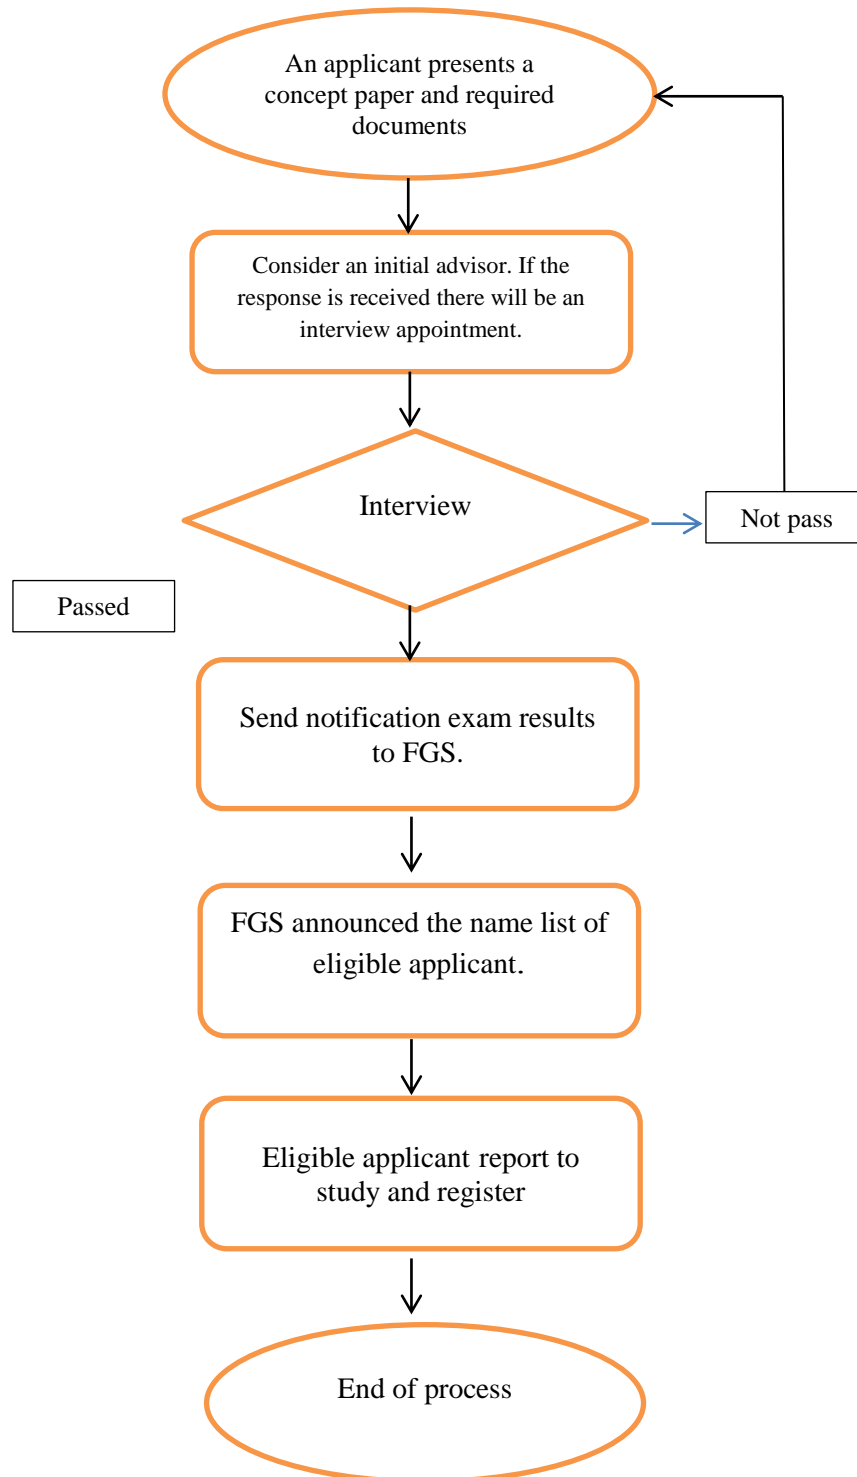 An applicant presents a
concept paper and required
documents
Consider an initial advisor. If the
response is received there will be an
interview appointment.
Interview
Not pass
Passed
Send notification exam results
to FGS.
FGS announced the name list of
eligible applicant.
Eligible applicant report to
study and register
End of process